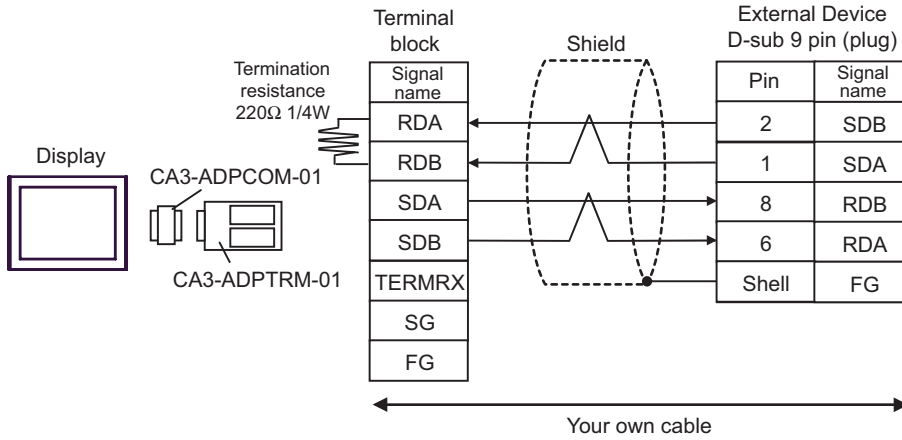 Terminal
block
Shield
External Device
D-sub 9 pin (plug)
Termination
resistance
220Ω 1/4W
Signal
name
Pin
Signal
name
RDA
2
SDB
RDB
1
SDA
Display
CA3-ADPCOM-01
SDA
8
RDB
SDB
6
RDA
CA3-ADPTRM-01
TERMRX
Shell
FG
SG
FG
Your own cable